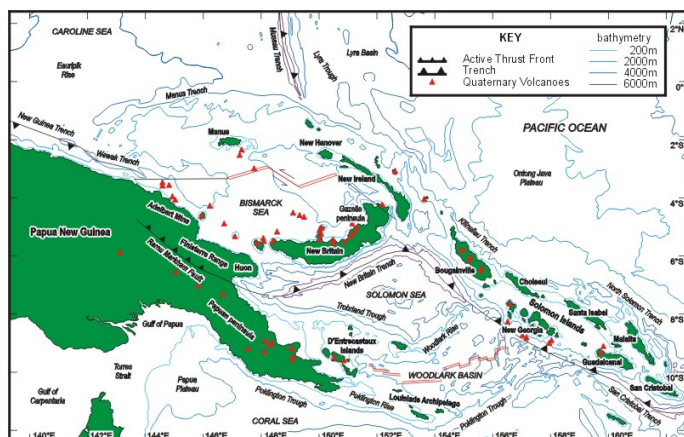 CAROLINE SEA
Eauripik
Rise
Mussau Trench
Lyra Trough
Lyra Basin
KEY
Active Thrust Front
Trench
Quaternary Volcanoes
bathymetry
200m
2000m
4000m
6000m
2°N
0°
2°S
4°S
6°S
8°S
10°S
Manus Trench
PACIFIC OCEAN
New Guinea Trench
Wewak Trench
Manus
New Hanover
New Ireland
Ontong Java
Plateau
BISMARCK
SEA
Gazelle
peninsula
Adelbert Mtns
Papua New Guinea
Finisterre Range
Huon
New Britain
Ramu Markham Fault
New Britain Trench
Kilinailau Trench
Bougainville
Choiseul
SOLOMON SEA
North Solomon Trench
Solomon Islands
Santa Isabel
Malaita
New Georgia
Guadalcanal
San Cristobal
San Cristobal Trench
Gulf of Papua
Papuan peninsula
Trobriand Trough
D'Entrecasteaux
Islands
Woodlark Rise
WOODLARK BASIN
Torres
Strait
Gulf of
Carpentaria
Papua
Plateau
Pocklington Rise
Louisiade Archipelago
Pocklington Trough
Pocklington Trough
CORAL SEA
140°E
142°E
144°E
146°E
148°E
150°E
152°E
154°E
156°E
158°E
160°E